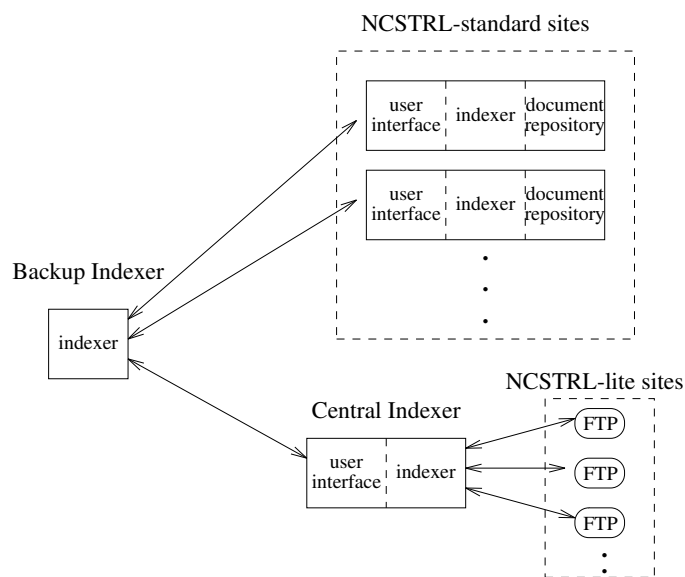 NCSTRL-standard sites
user interface
indexer
document repository
user interface
indexer
document repository
Backup Indexer
indexer
NCSTRL-lite sites
Central Indexer
user interface
indexer
FTP
FTP
FTP